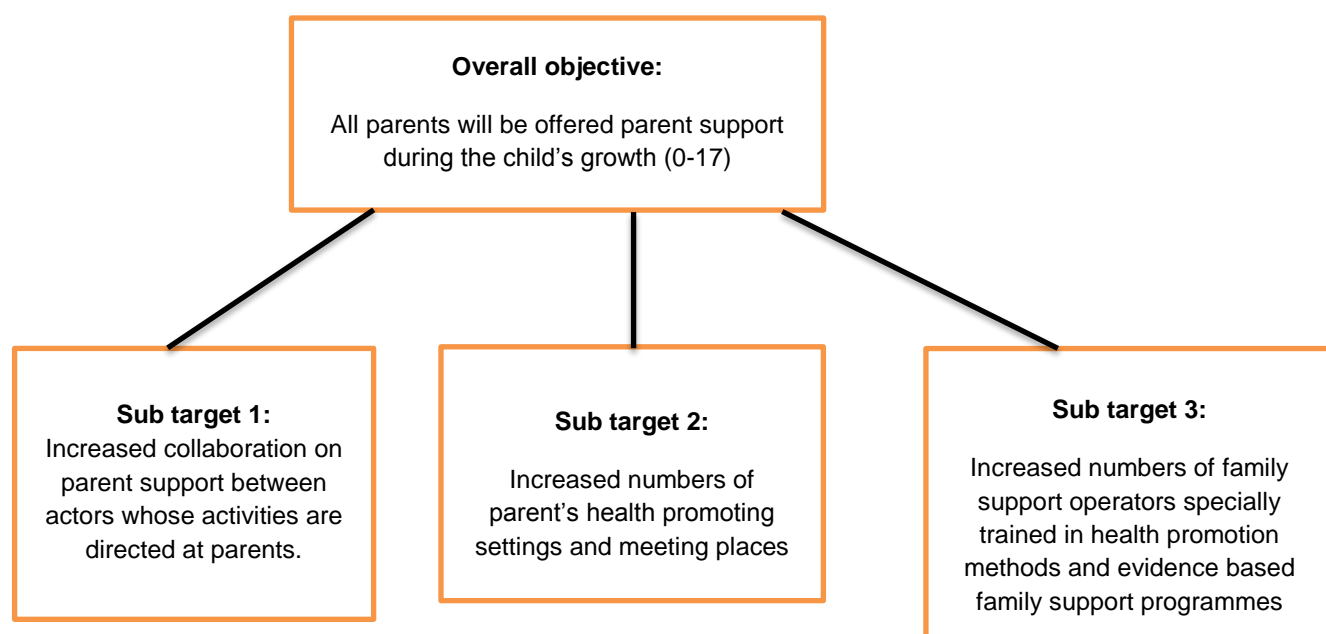 Overall objective:
All parents will be offered parent support
during the child’s growth (0-17)
Sub target 1:
Increased collaboration on
parent support between
actors whose activities are
directed at parents.
Sub target 2:
Increased numbers of
parent’s health promoting
settings and meeting places
Sub target 3:
Increased numbers of family
support operators specially
trained in health promotion
methods and evidence based
family support programmes